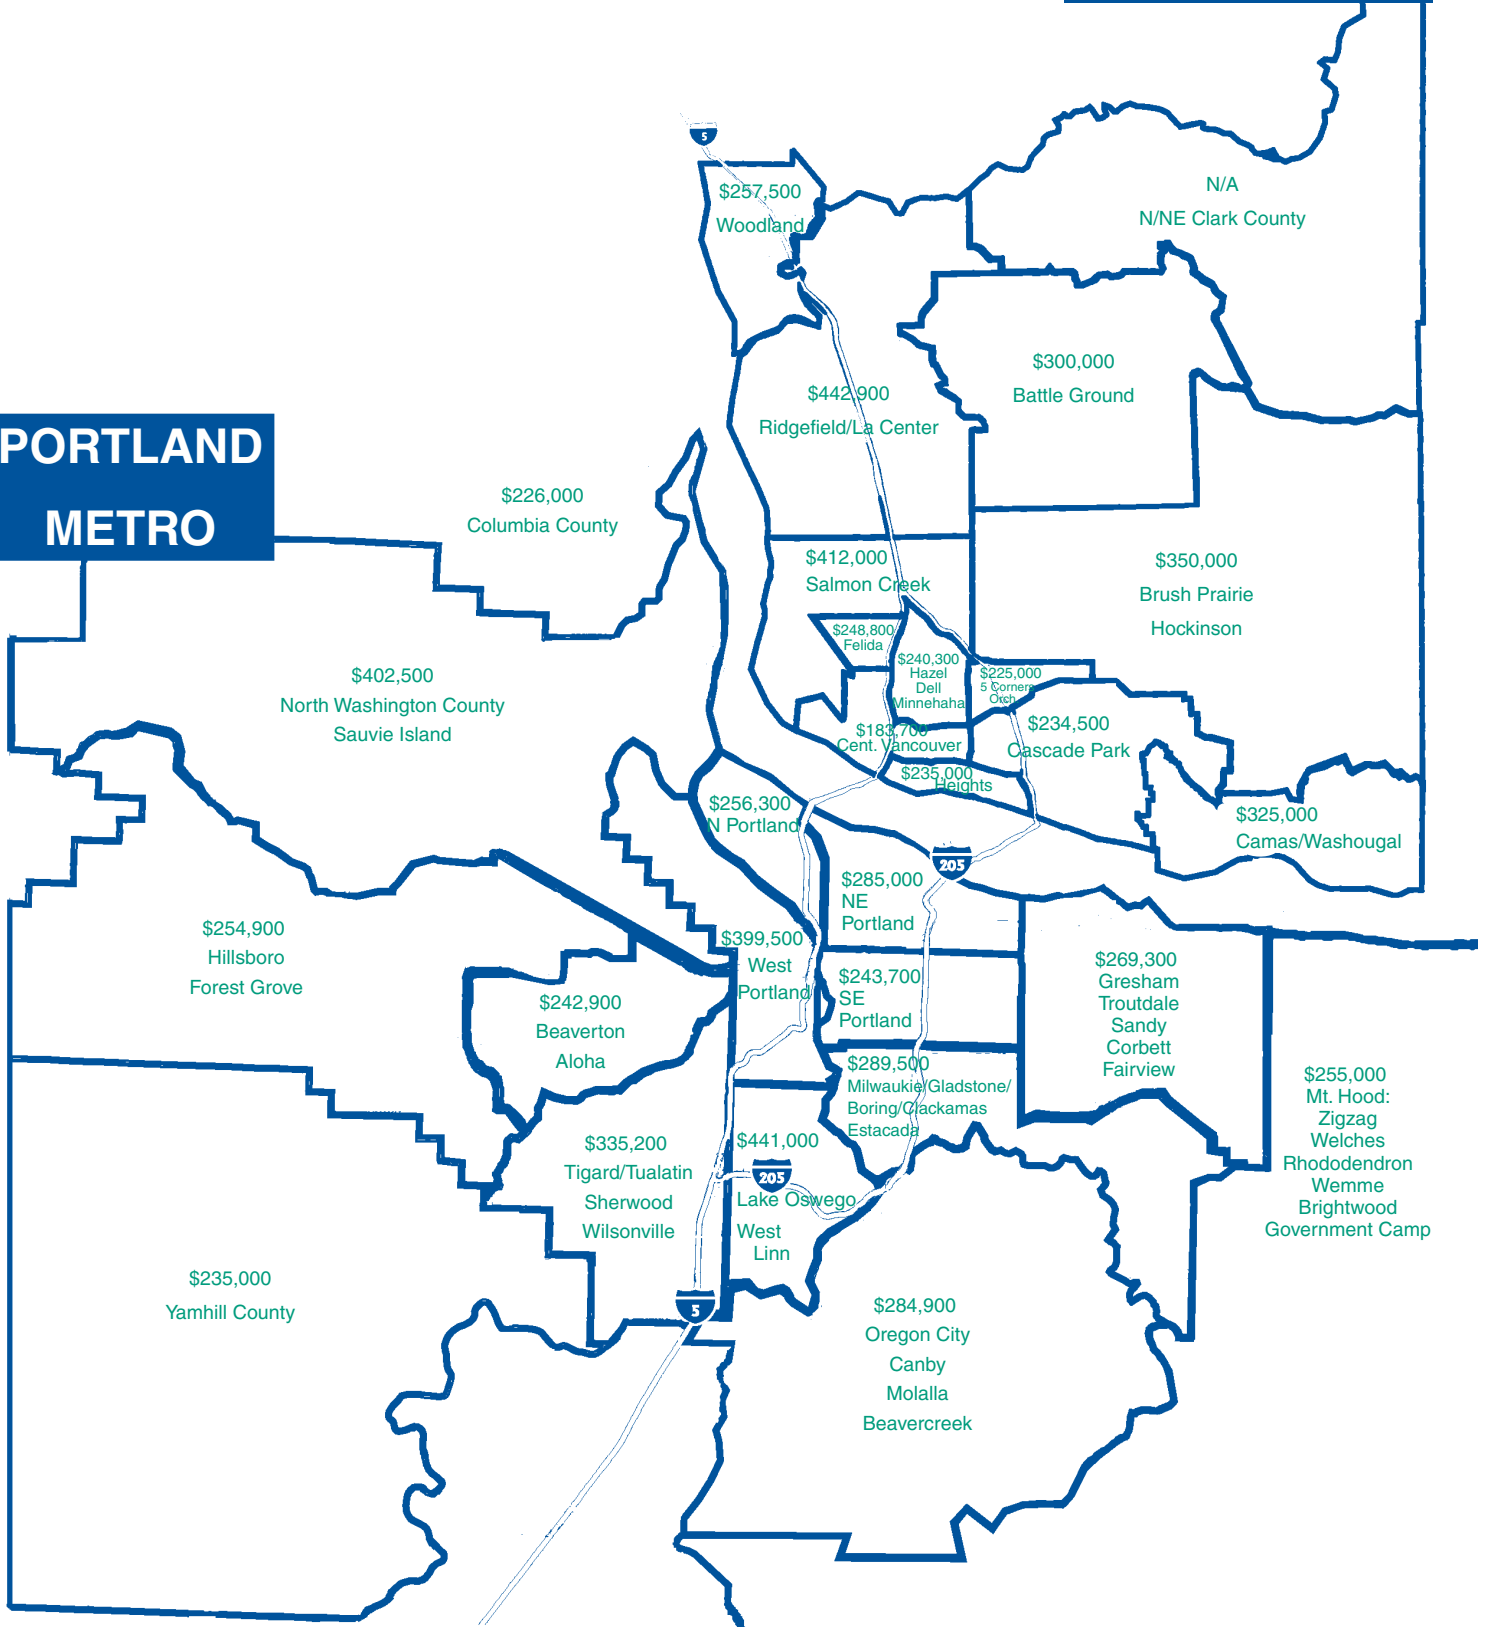 5
$257,500
Woodland
N/A
N/NE Clark County
$300,000
Battle Ground
$442,900
Ridgefield/La Center
PORTLAND
METRO
$226,000
Columbia County
$412,000
Salmon Creek
$350,000
Brush Prairie
Hockinson
$248,800
Felida
$240,300
Hazel
Dell
Minnehaha
$225,000
5 Corners
Orch
$402,500
North Washington County
Sauvie Island
$183,700
Cent. Vancouver
$234,500
Cascade Park
$235,000
Heights
$256,300
N Portland
$325,000
Camas/Washougal
205
$285,000
NE
Portland
$254,900
Hillsboro
Forest Grove
$399,500
West
Portland
$243,700
SE
Portland
$269,300
Gresham
Troutdale
Sandy
Corbett
Fairview
$242,900
Beaverton
Aloha
$289,500
Milwaukie/Gladstone/
Boring/Clackamas
Estacada
$255,000
Mt. Hood:
Zigzag
Welches
Rhododendron
Wemme
Brightwood
Government Camp
$335,200
Tigard/Tualatin
Sherwood
Wilsonville
$441,000
205
Lake Oswego
West
Linn
$235,000
Yamhill County
5
$284,900
Oregon City
Canby
Molalla
Beavercreek